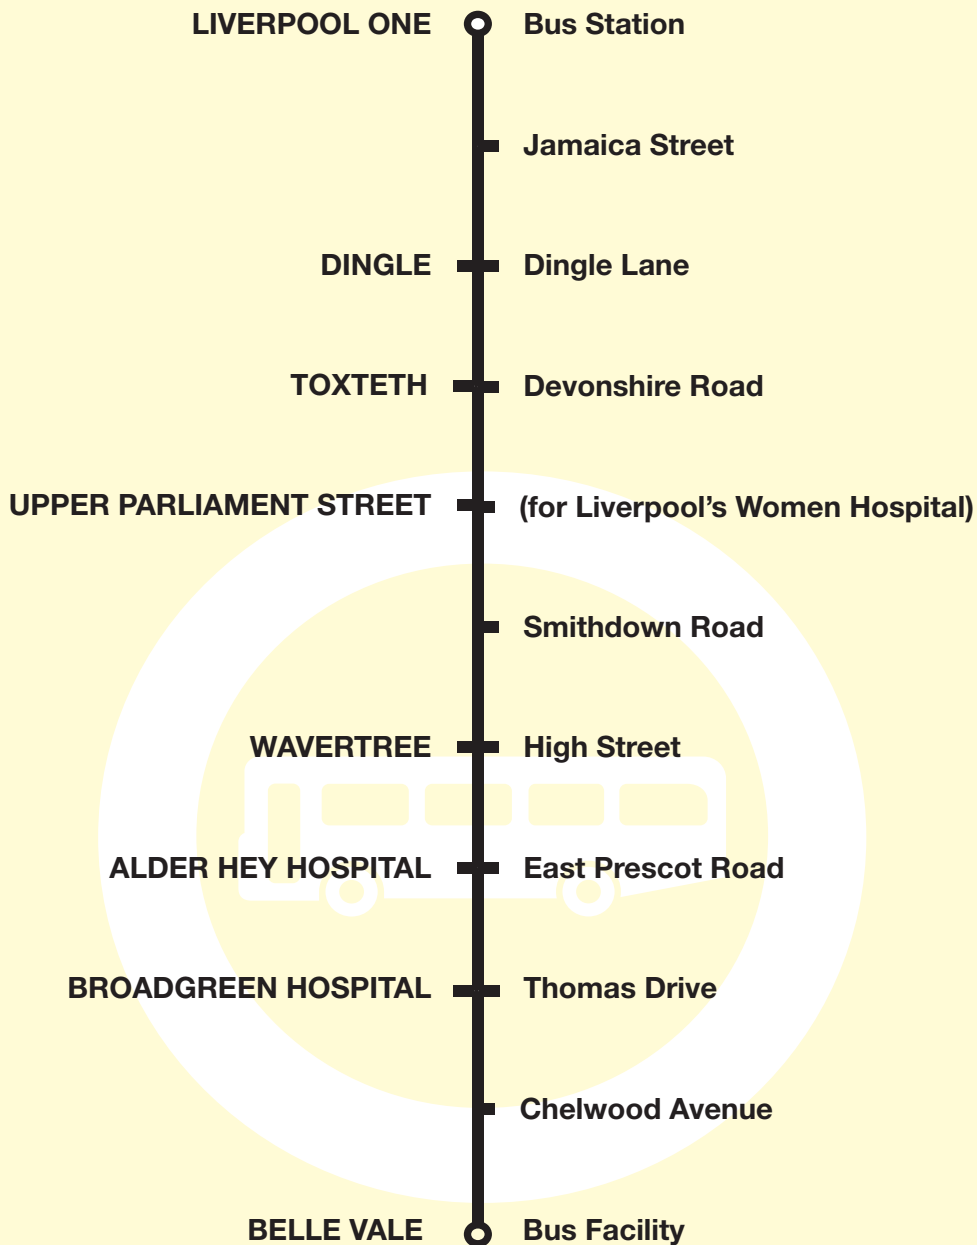 LIVERPOOL ONE Bus Station
Jamaica Street
DINGLE Dingle Lane
TOXTETH Devonshire Road
UPPER PARLIAMENT STREET (for Liverpool’s Women Hospital)
Smithdown Road
WAVERTREE High Street
ALDER HEY HOSPITAL East Prescot Road
BROADGREEN HOSPITAL Thomas Drive
Chelwood Avenue
BELLE VALE Bus Facility